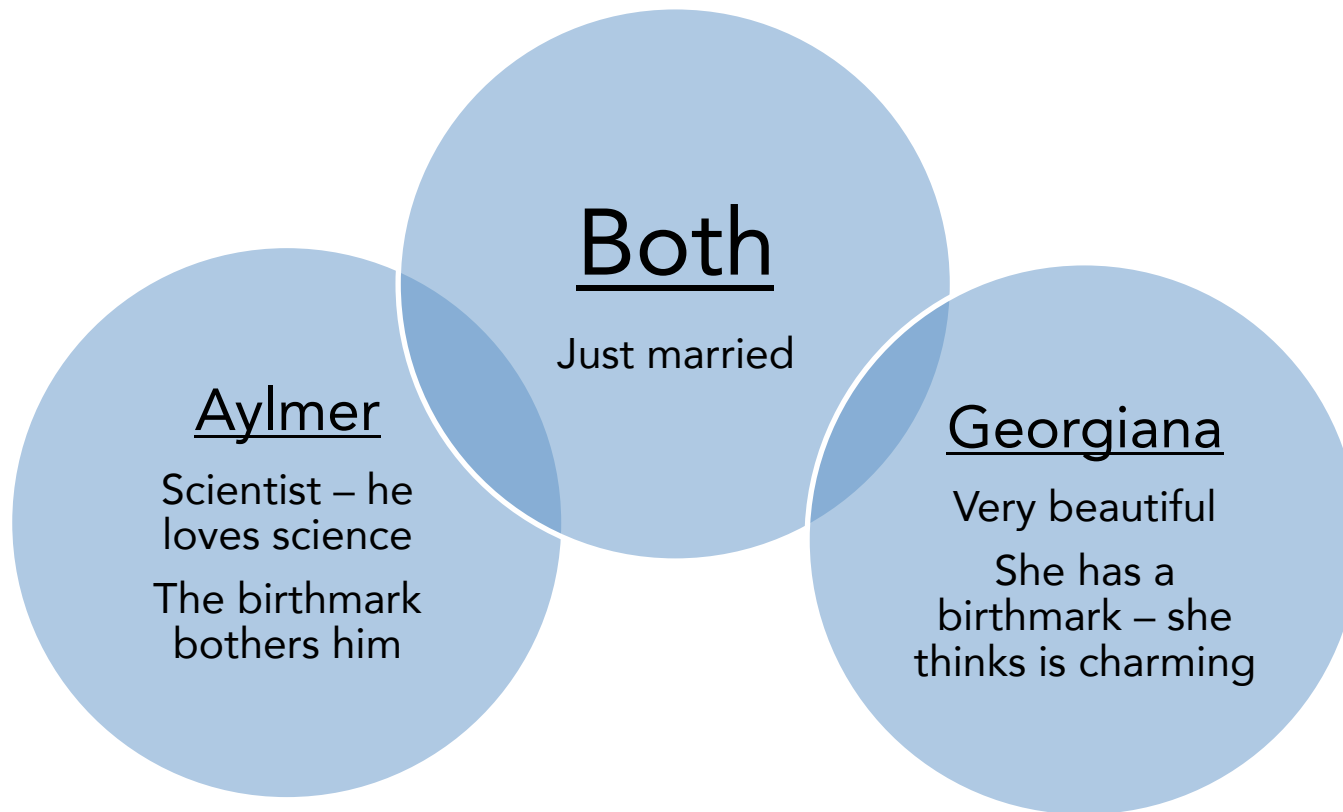 Both
Just married
Aylmer
Scientist – he
loves science
The birthmark
bothers him
Georgiana
Very beautiful
She has a
birthmark – she
thinks is charming